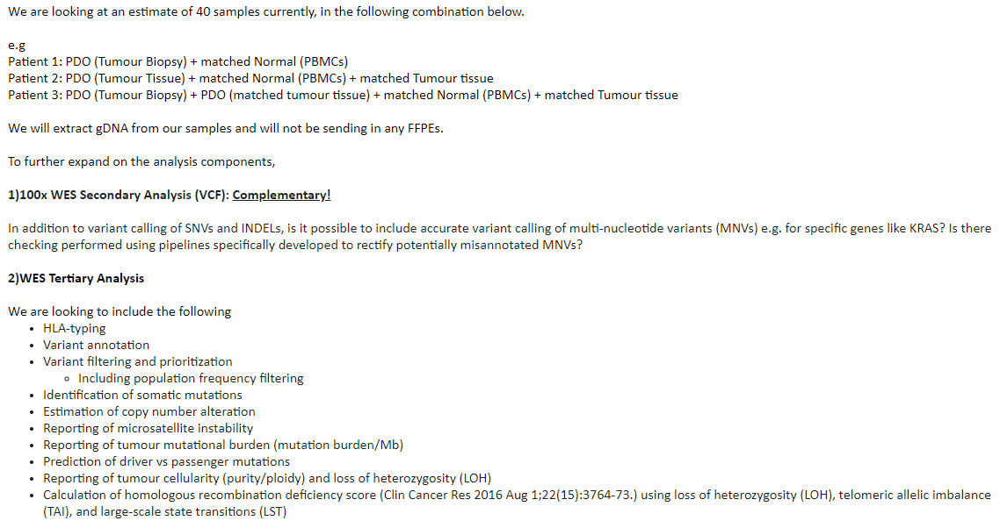 We are looking at an estimate of 40 samples currently, in the following combination below.
e.g
Patient 1: PDO (Tumour Biopsy) + matched Normal (PBMCs)
Patient 2: PDO (Tumour Tissue) + matched Normal (PBMCs) + matched Tumour tissue
Patient 3: PDO (Tumour Biopsy) + PDO (matched tumour tissue) + matched Normal (PBMCs) + matched Tumour tissue
We will extract gDNA from our samples and will not be sending in any FFPEs.
To further expand on the analysis components,
1)100x WES Secondary Analysis (VCF): Complementary!
In addition to variant calling of SNVs and INDELs, is it possible to include accurate variant calling of multi-nucleotide variants (MNVs) e.g. for specific genes like KRAS? Is there
checking performed using pipelines specifically developed to rectify potentially misannotated MNVs?
2)WES Tertiary Analysis
We are looking to include the following
• HLA-typing
• Variant annotation
• Variant filtering and prioritization
◦ Including population frequency filtering
• Identification of somatic mutations
• Estimation of copy number alteration
• Reporting of microsatellite instability
• Reporting of tumour mutational burden (mutation burden/Mb)
• Prediction of driver vs passenger mutations
• Reporting of tumour cellularity (purity/ploidy) and loss of heterozygosity (LOH)
• Calculation of homologous recombination deficiency score (Clin Cancer Res 2016 Aug 1;22(15):3764-73.) using loss of heterozygosity (LOH), telomeric allelic imbalance
(TAI), and large-scale state transitions (LST)